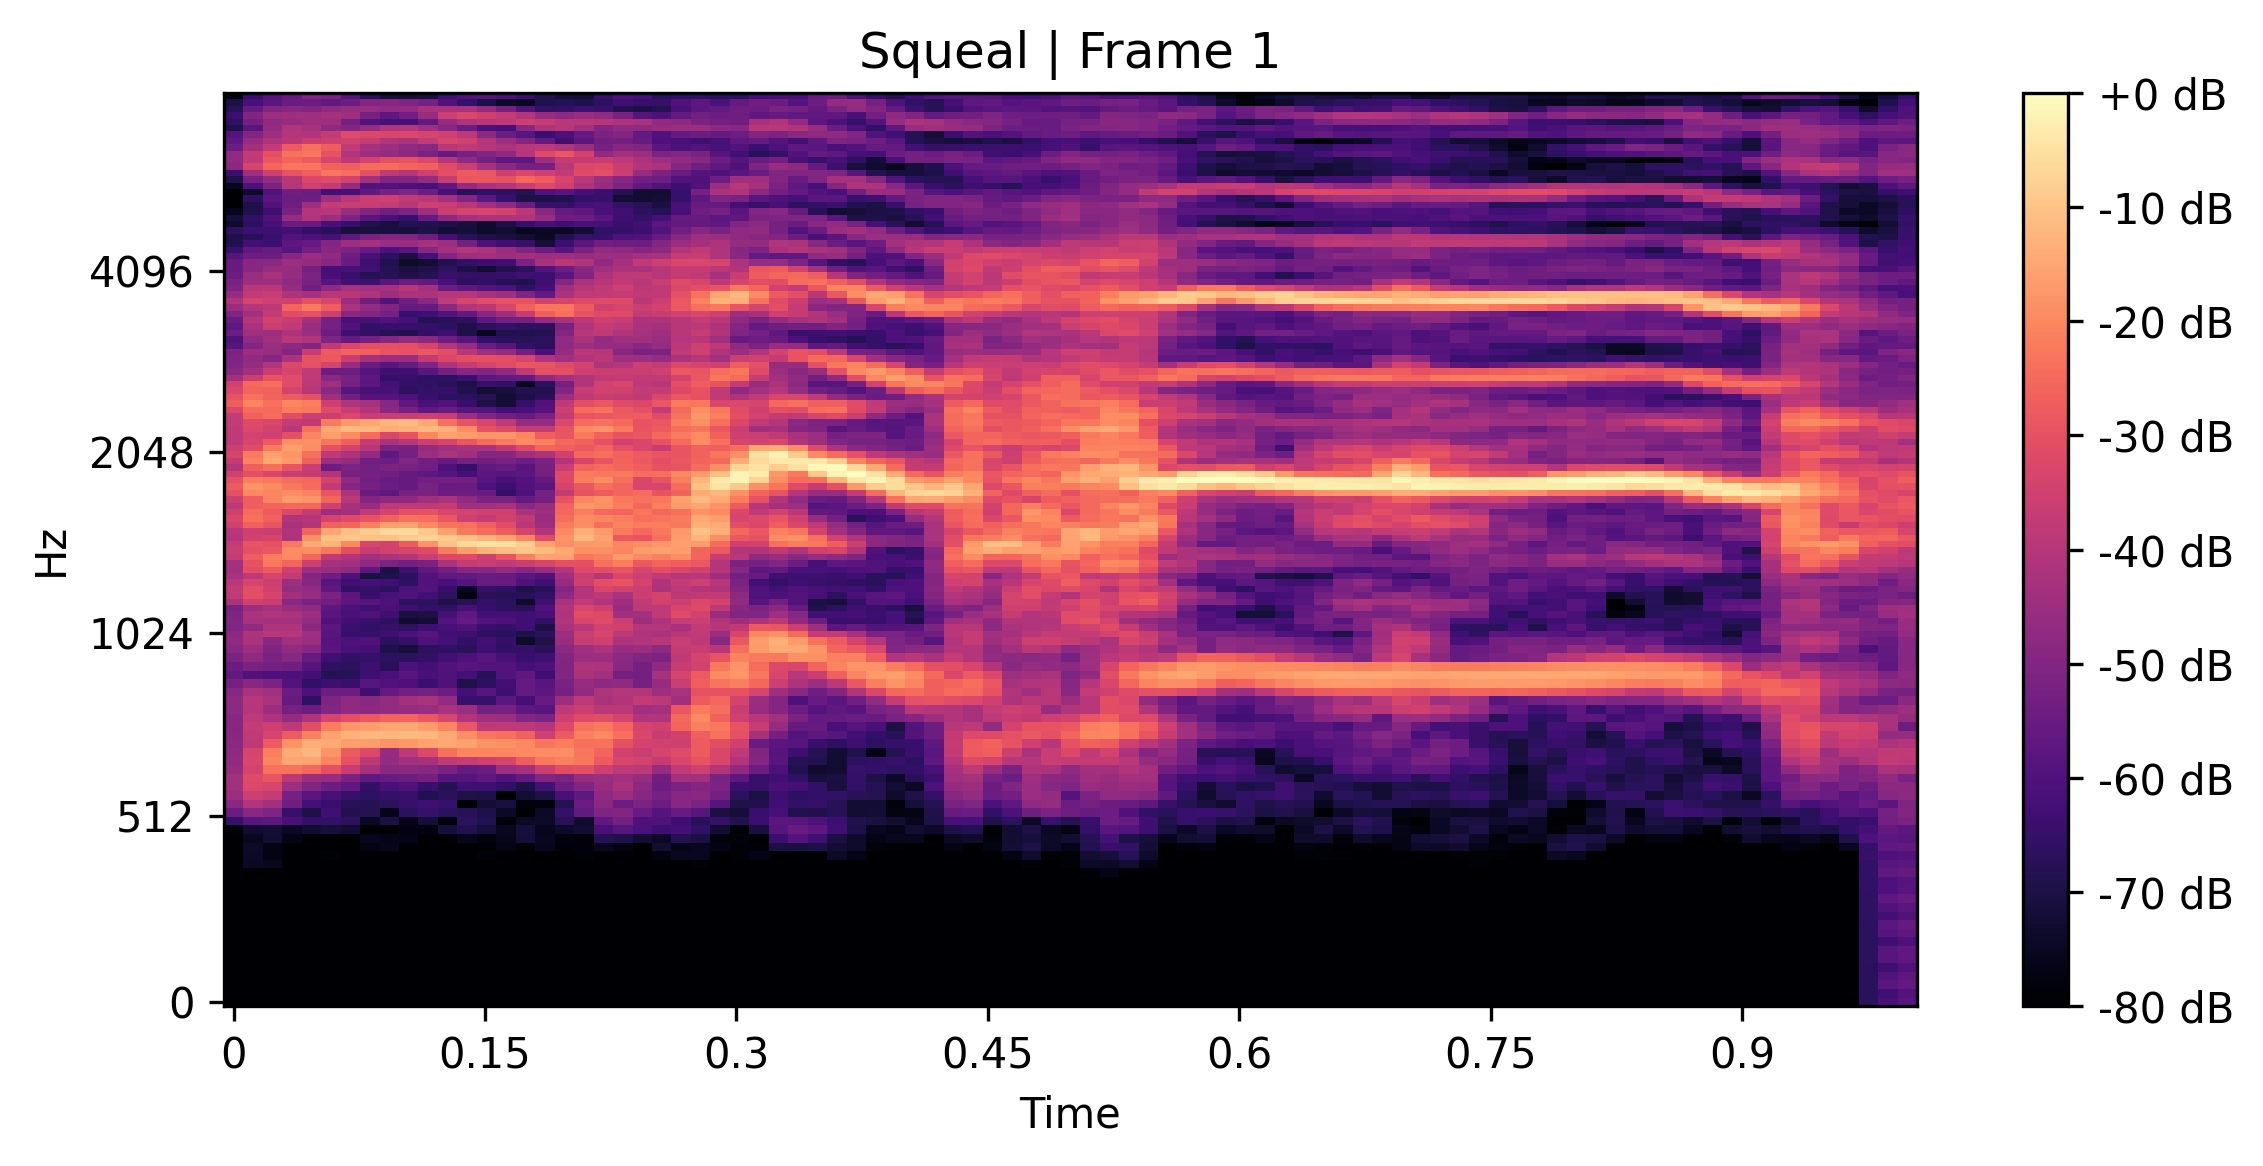 Squeal | Frame 1
Hz
4096
2048
1024
512
0
0 0.15 0.3 0.45 0.6 0.75 0.9
Time
+0 dB
-10 dB
-20 dB
-30 dB
-40 dB
-50 dB
-60 dB
-70 dB
-80 dB